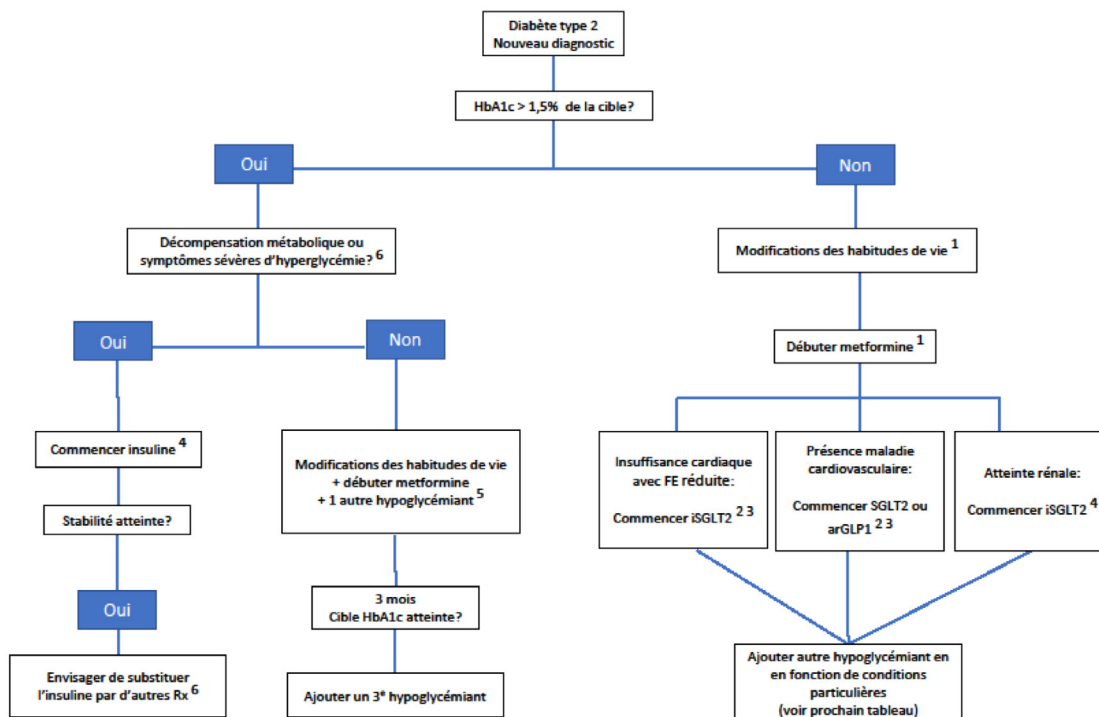 Diabète type 2
Nouveau diagnostic
HbA1c > 1,5% de la cible?
Oui
Non
Décompensation métabolique ou
symptômes sévères d'hyperglycémie? 6
Modifications des habitudes de vie 1
Oui
Non
Débuter metformine 1
Commencer insuline 4
Modifications des habitudes de vie
+ débuter metformine
+ 1 autre hypoglycémiant 5
Insuffisance cardiaque
avec FE réduite:
Commencer iSGLT2 2 3
Présence maladie
cardiovasculaire:
Commencer SGLT2 ou
arGLP1 2 3
Atteinte rénale:
Commencer iSGLT2 4
Stabilité atteinte?
Oui
3 mois
Cible HbA1c atteinte?
Envisager de substituer
l'insuline par d'autres Rx 6
Ajouter un 3e hypoglycémiant
Ajouter autre hypoglycémiant en
en fonction de conditions
particulières
(voir prochain tableau)